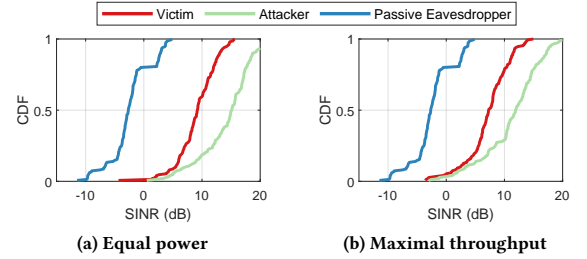 Victim Attacker Passive Eavesdropper
1
0.5
0
CDF
-10 0 10 20
SINR (dB)
(a) Equal power
1
0.5
0
CDF
-10 0 10 20
SINR (dB)
(b) Maximal throughput